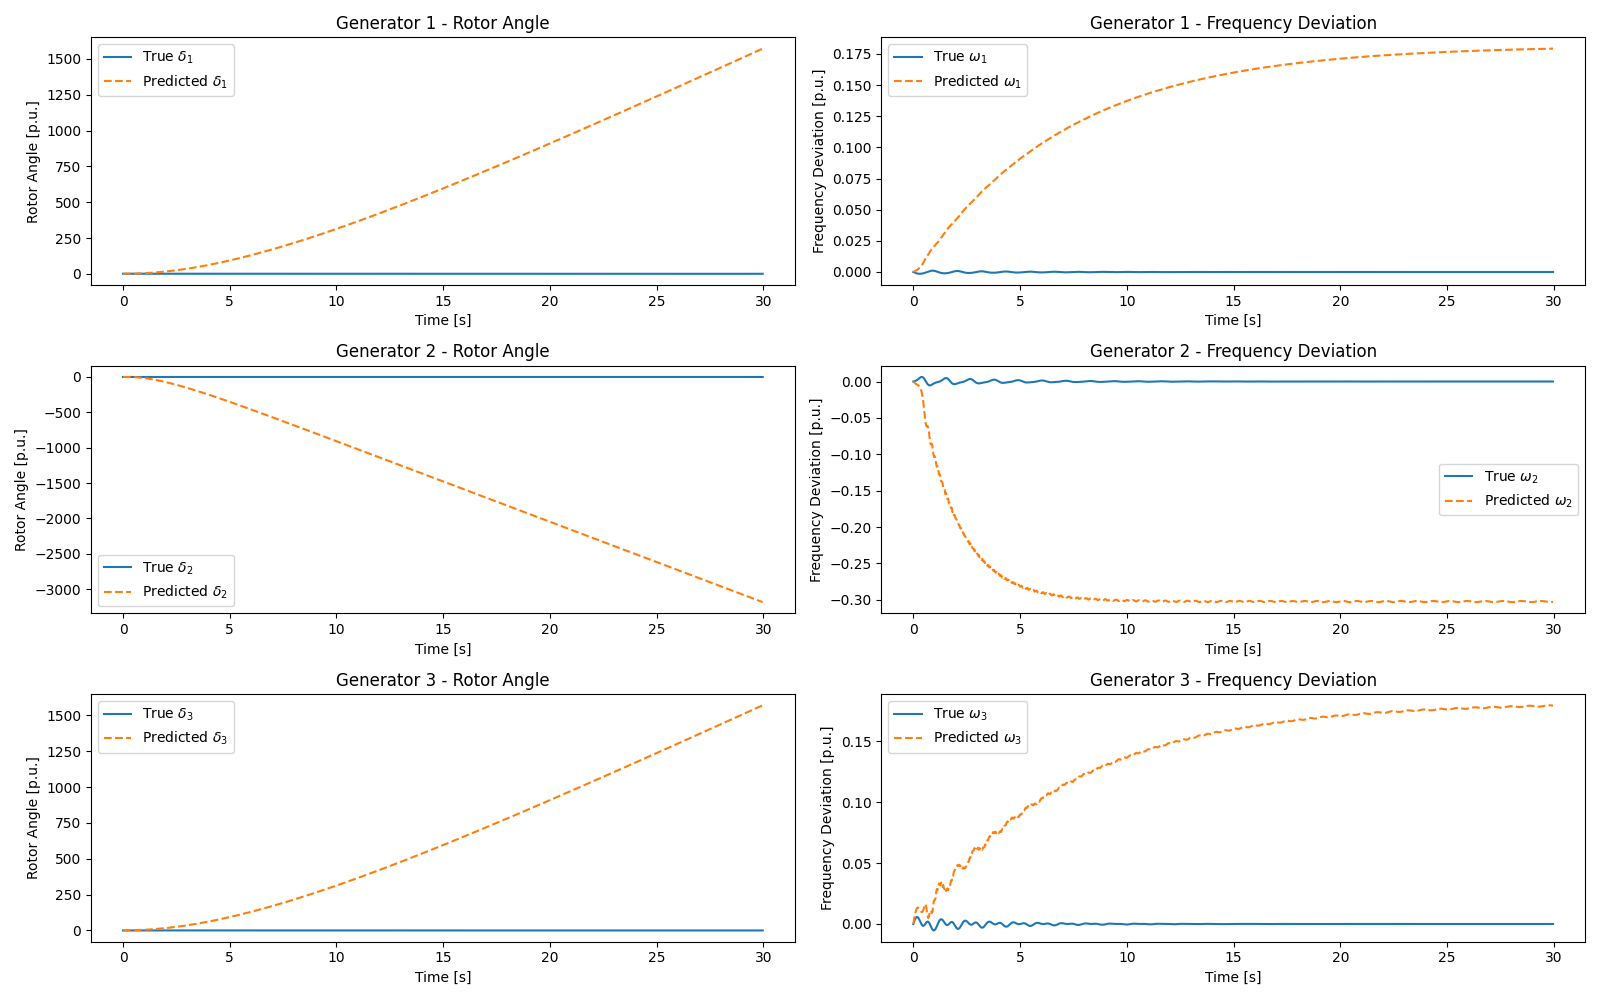 Generator 1 - Rotor Angle
Rotor Angle [p.u.]
1500
1250
1000
750
500
250
0
True δ₁
Predicted δ₁
0 5 10 15 20 25 30
Time [s]
Generator 1 - Frequency Deviation
Frequency Deviation [p.u.]
0.175
0.150
0.125
0.100
0.075
0.050
0.025
0.000
True ω₁
Predicted ω₁
0 5 10 15 20 25 30
Time [s]
Generator 2 - Rotor Angle
Rotor Angle [p.u.]
0
−500
−1000
−1500
−2000
−2500
−3000
True δ₂
Predicted δ₂
0 5 10 15 20 25 30
Time [s]
Generator 2 - Frequency Deviation
Frequency Deviation [p.u.]
0.00
−0.05
−0.10
−0.15
−0.20
−0.25
−0.30
True ω₂
Predicted ω₂
0 5 10 15 20 25 30
Time [s]
Generator 3 - Rotor Angle
Rotor Angle [p.u.]
1500
1250
1000
750
500
250
0
True δ₃
Predicted δ₃
0 5 10 15 20 25 30
Time [s]
Generator 3 - Frequency Deviation
Frequency Deviation [p.u.]
0.15
0.10
0.05
0.00
True ω₃
Predicted ω₃
0 5 10 15 20 25 30
Time [s]